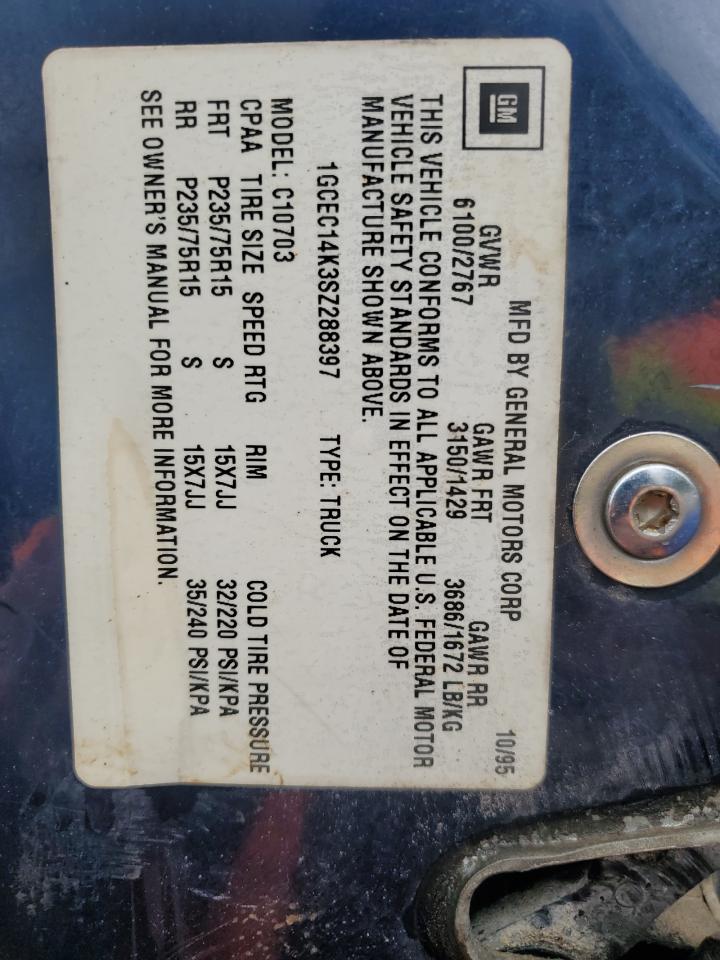 GM
MFD BY GENERAL MOTORS CORP 10/95
GVWR GAWR FRT GAWR RR
6100/2767 3150/1429 3686/1672 LB/KG
THIS VEHICLE CONFORMS TO ALL APPLICABLE U.S. FEDERAL MOTOR
VEHICLE SAFETY STANDARDS IN EFFECT ON THE DATE OF
MANUFACTURE SHOWN ABOVE.
1GCEC14K3SZ288397 TYPE: TRUCK
MODEL: C10703
CPAA TIRE SIZE SPEED RTG RIM COLD TIRE PRESSURE
FRT P235/75R15 S 15X7JJ 32/220 PSI/KPA
RR P235/75R15 S 15X7JJ 35/240 PSI/KPA
SEE OWNER'S MANUAL FOR MORE INFORMATION.